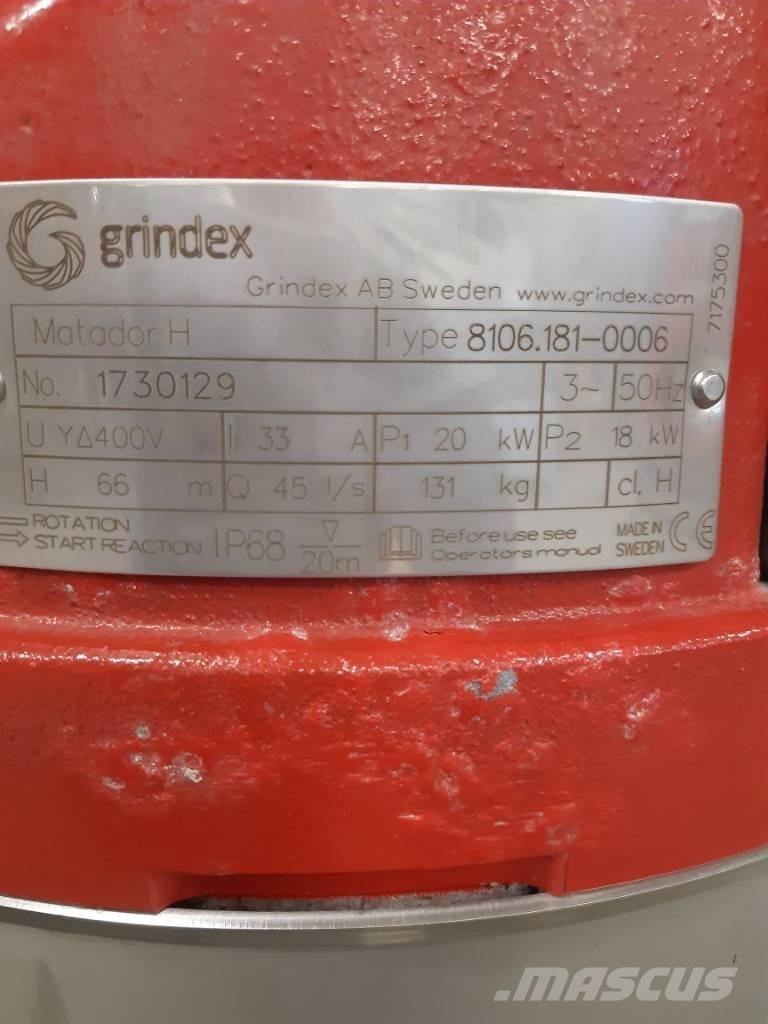 grindex
Grindex AB Sweden www.grindex.com
7175300
Matador H Type 8106.181-0006
No. 1730129 3~ 50Hz
U Y∆400V I 33 A P1 20 kW P2 18 kW
H 66 m Q 45 l/s 131 kg cl. H
ROTATION
START REACTION IP68 20m Before use see
Operators manual
MADE IN
SWEDEN CE
MASCUS